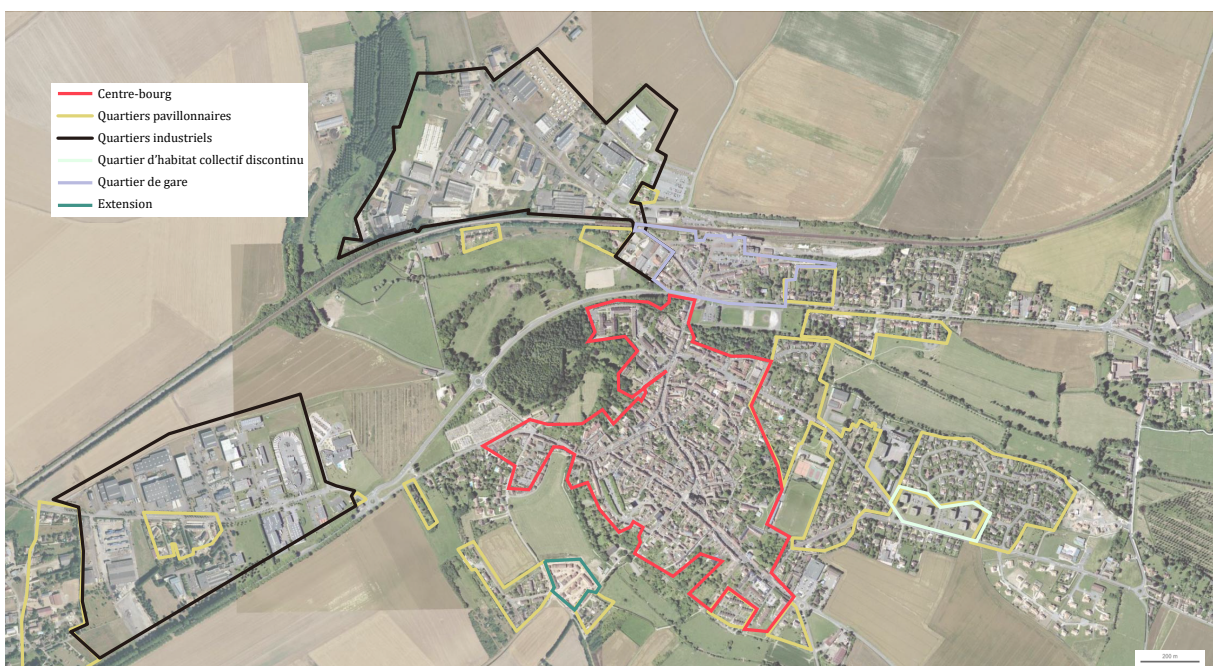 Centre-bourg
Quartiers pavillonnaires
Quartiers industriels
Quartier d'habitat collectif discontinu
Quartier de gare
Extension
200 m